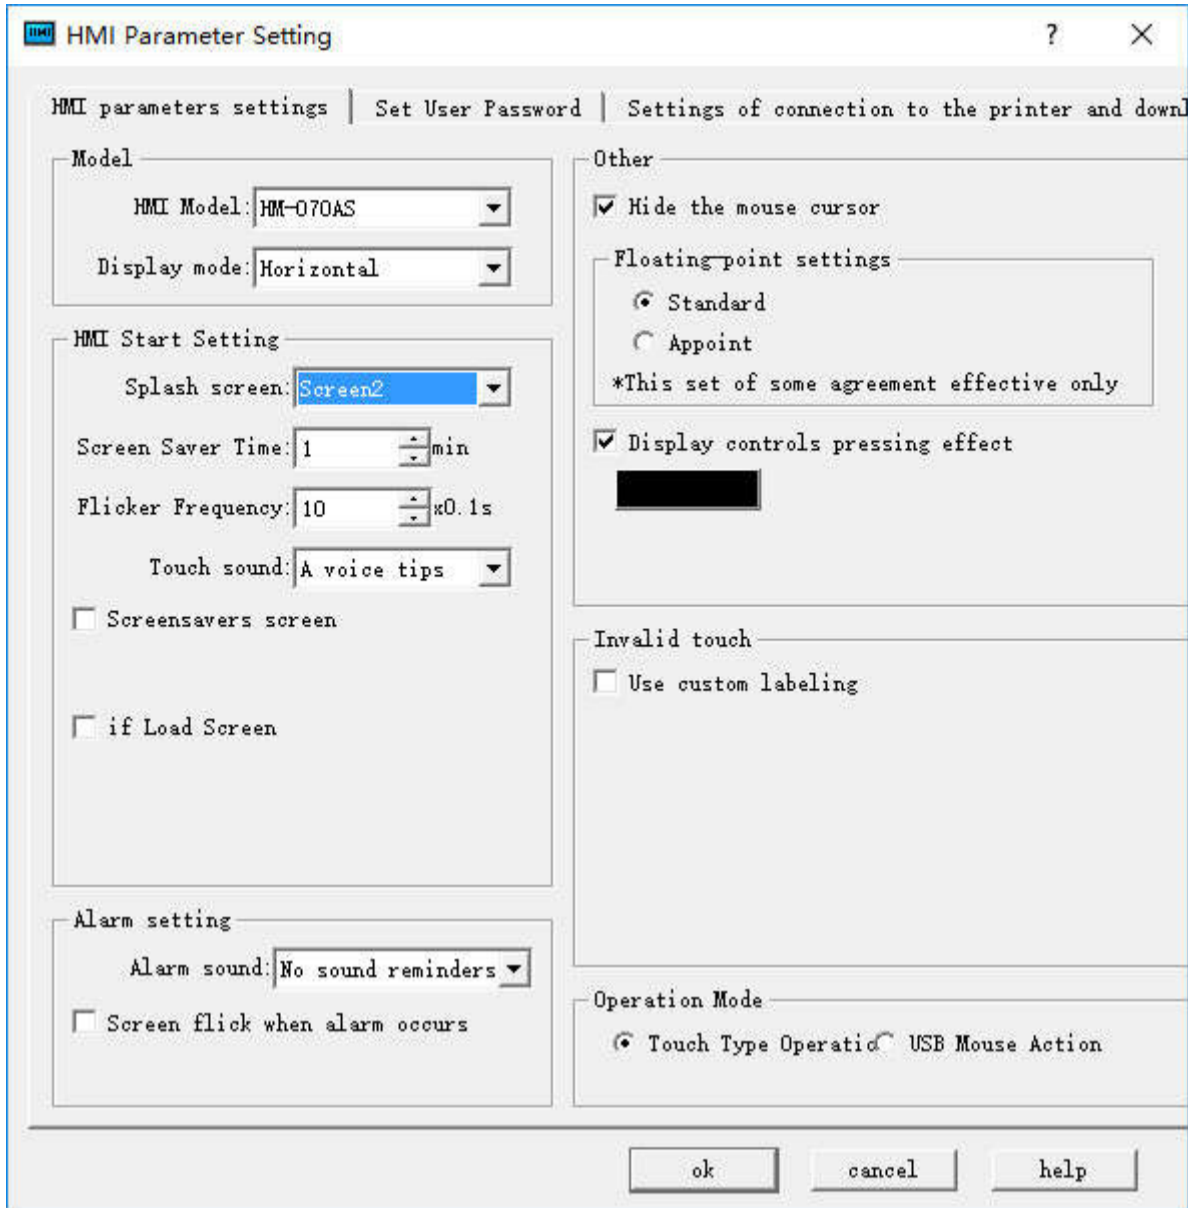 HMI HMI Parameter Setting ?
HMI parameters settings Set User Password Settings of connection to the printer and downl
Model
HMI Model: HM-070AS
Display mode: Horizontal
HMI Start Setting
Splash screen: Screen2
Screen Saver Time: 1 min
Flicker Frequency: 10 x0.1s
Touch sound: A voice tips
Screensavers screen
if Load Screen
Alarm setting
Alarm sound: No sound reminders
Screen flick when alarm occurs
Other
Hide the mouse cursor
Floating-point settings
Standard
Appoint
*This set of some agreement effective only
Display controls pressing effect
Invalid touch
Use custom labeling
Operation Mode
Touch Type Operatio USB Mouse Action
ok cancel help